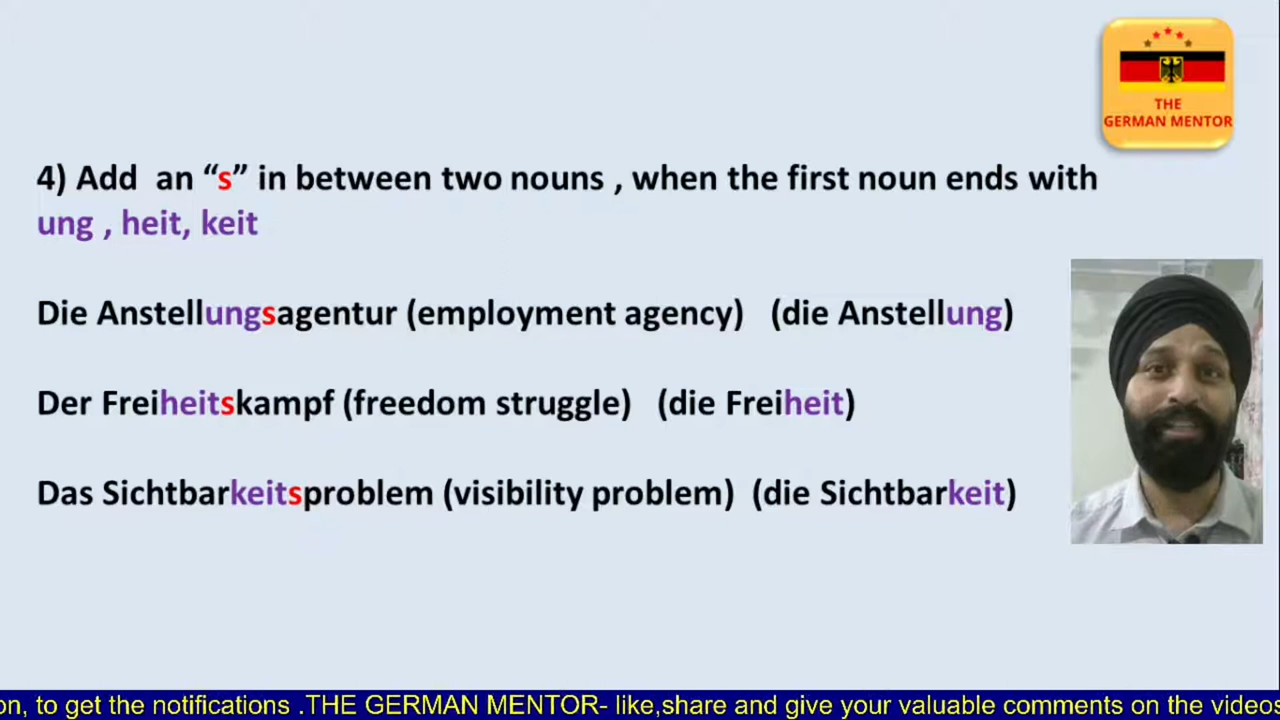 THE
GERMAN MENTOR
4) Add an “s” in between two nouns , when the first noun ends with
ung , heit, keit
Die Anstellungsagentur (employment agency) (die Anstellung)
Der Freiheitskampf (freedom struggle) (die Freiheit)
Das Sichtbarkeitsproblem (visibility problem) (die Sichtbarkeit)
on, to get the notifications .THE GERMAN MENTOR- like,share and give your valuable comments on the videos